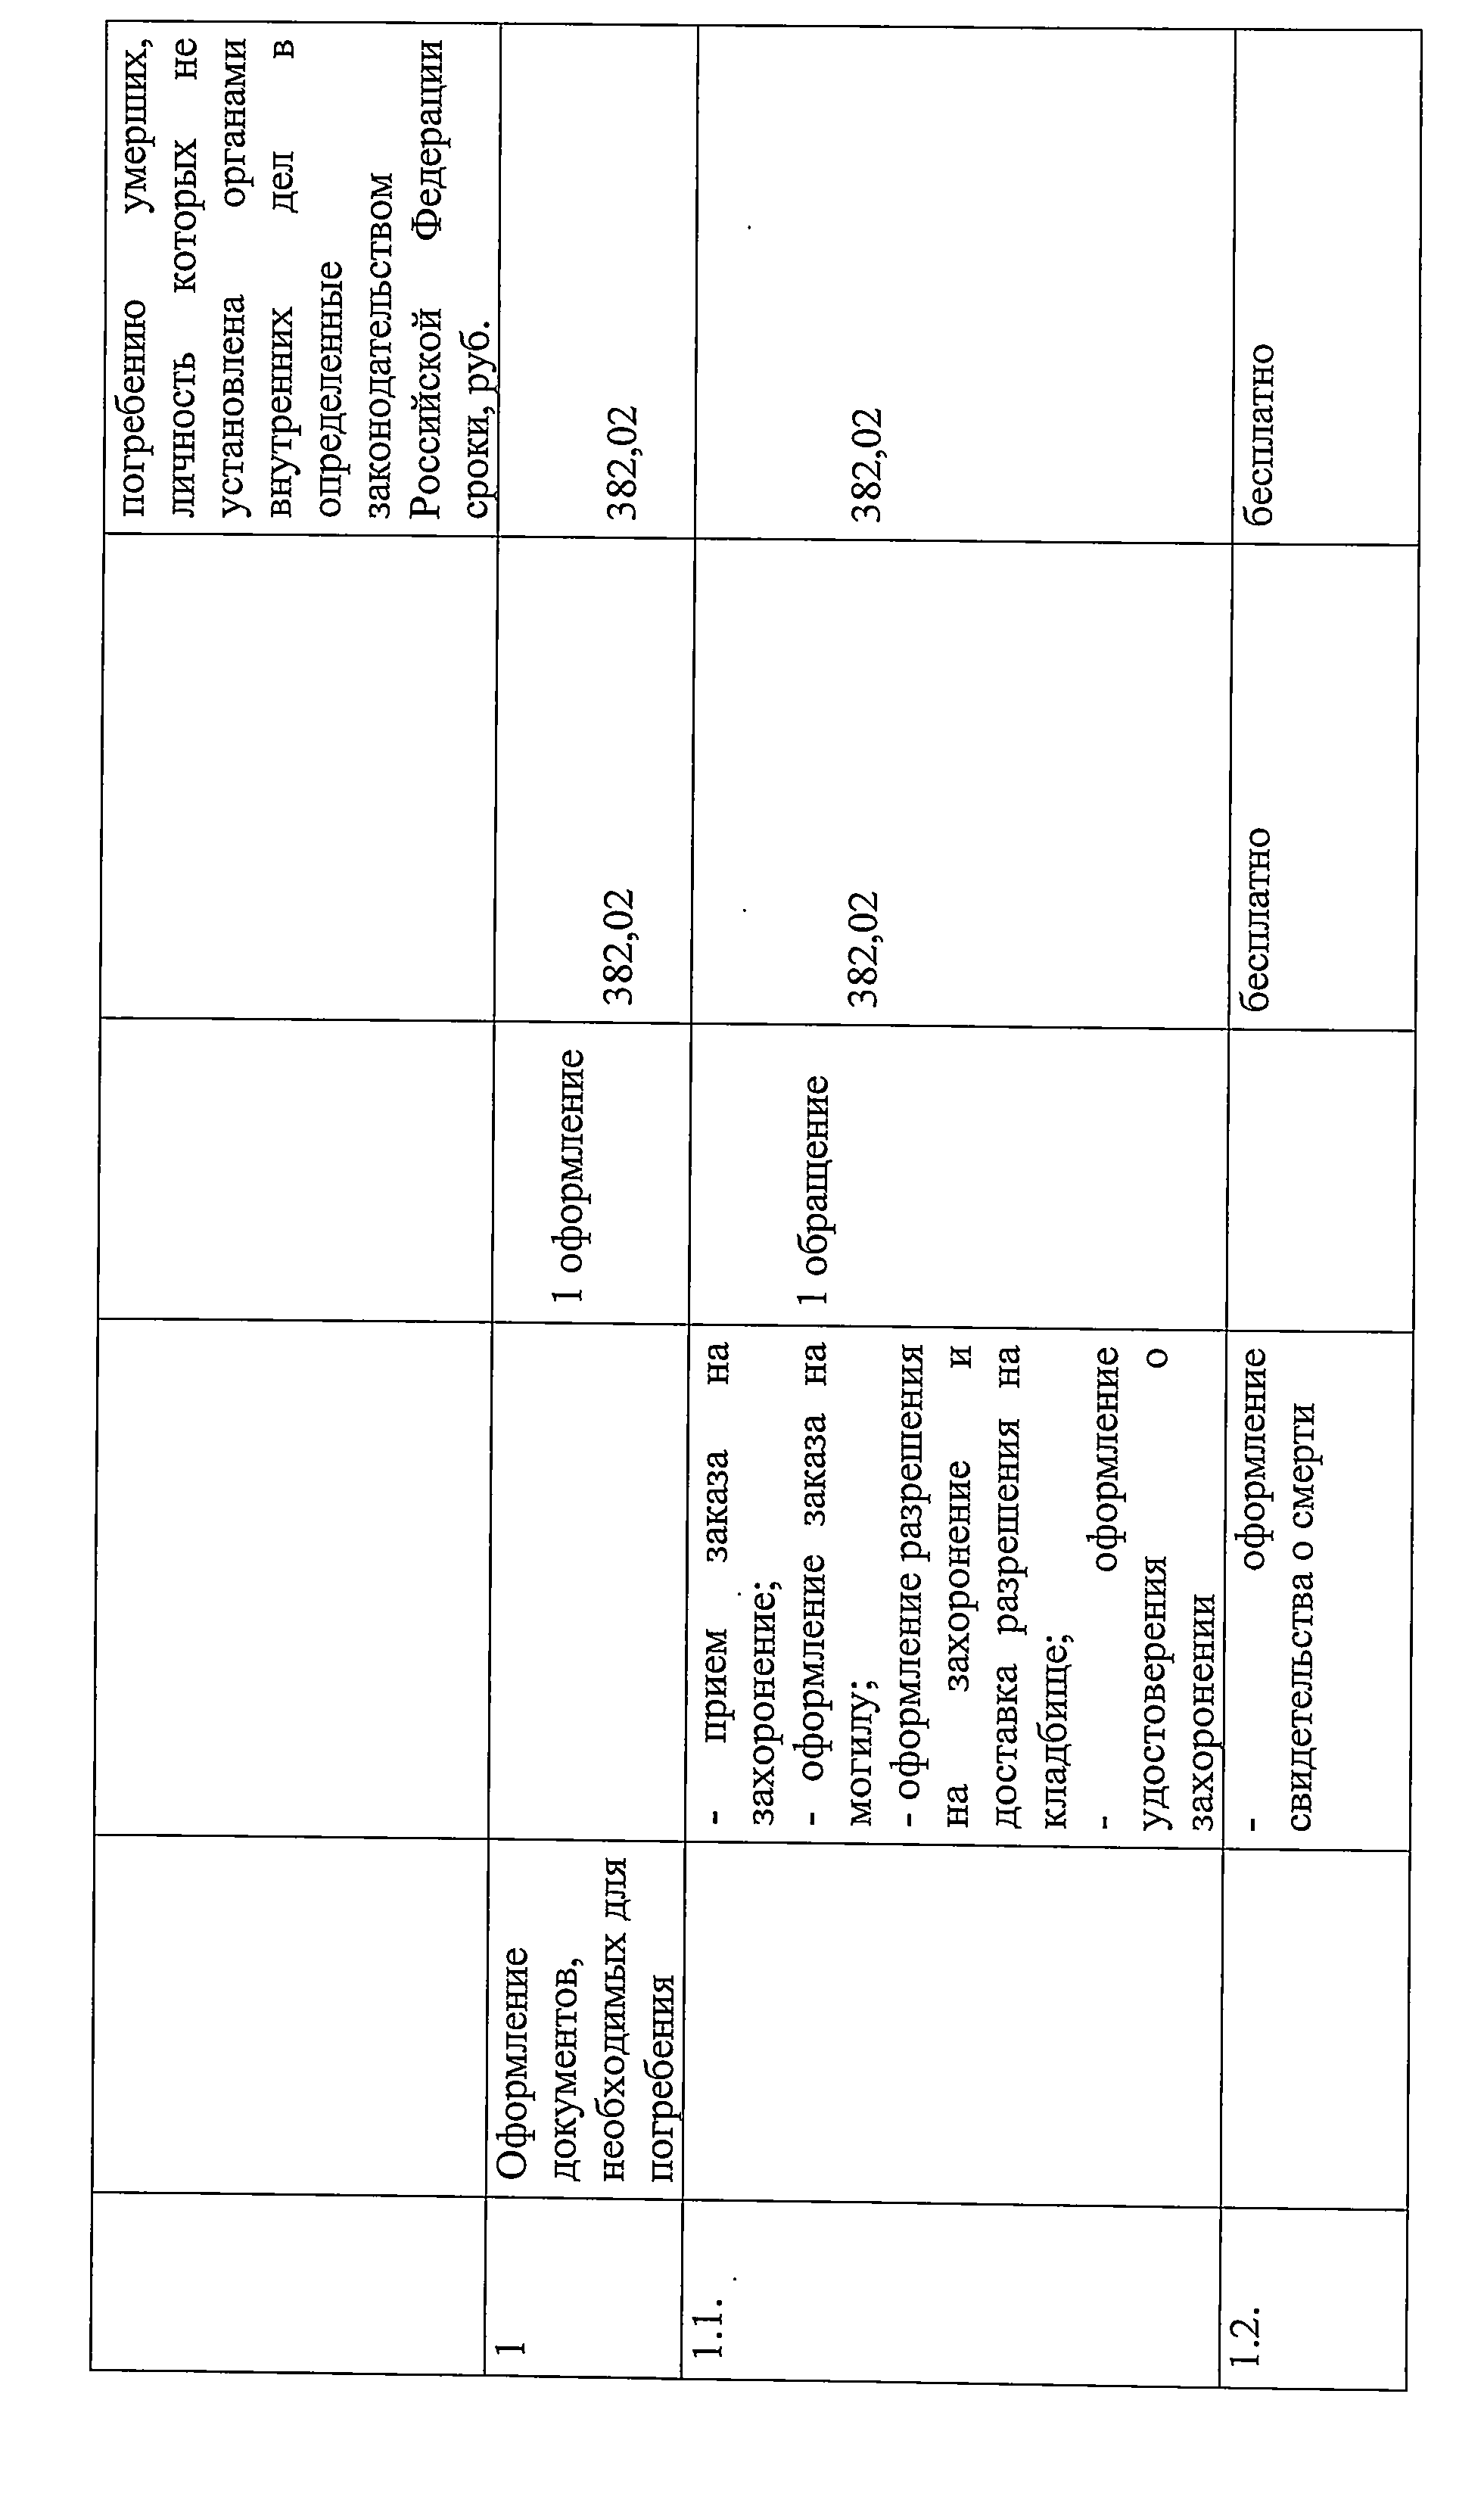 погребению умерших,
личность которых не
установлена органами
внутренних дел в
определенные
законодательством
Российской Федерации
сроки, руб.
1
Оформление
документов,
необходимых для
погребения
1 оформление
382,02
382,02
1.1.
- прием заказа на
захоронение;
- оформление заказа на
могилу;
- оформление разрешения
на захоронение и
доставка разрешения на
кладбище;
- оформление
удостоверения о
захоронении
1 обращение
382,02
382,02
1.2.
- оформление
свидетельства о смерти
бесплатно
бесплатно